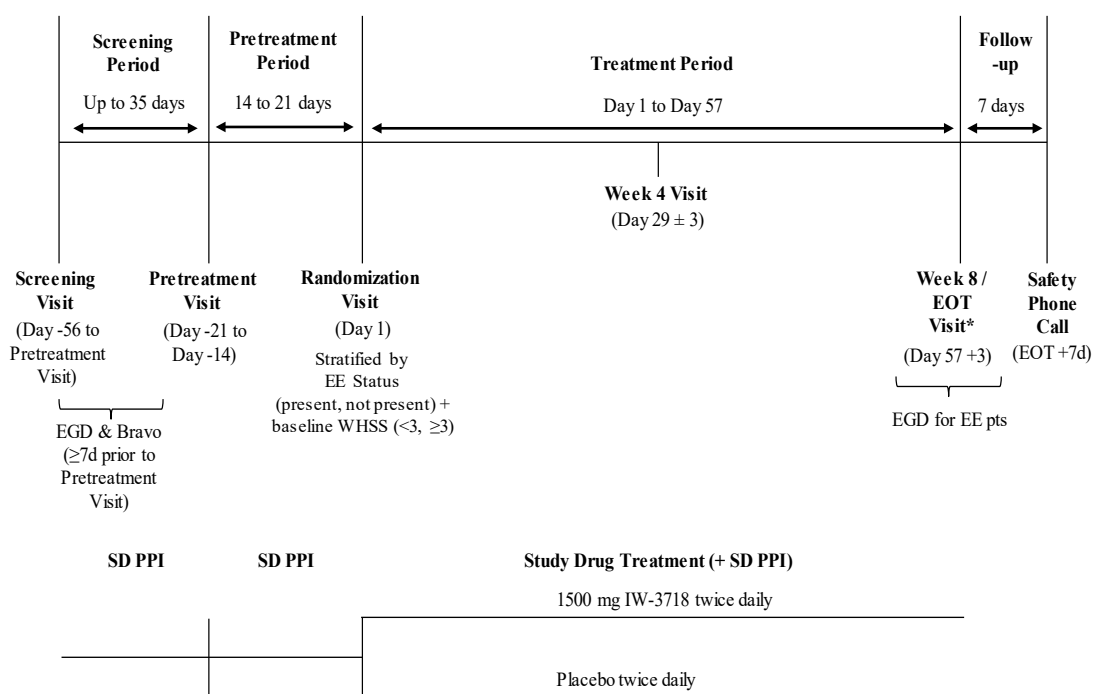 Screening
Period
Up to 35 days
Pretreatment
Period
14 to 21 days
Treatment Period
Day 1 to Day 57
Follow
-up
7 days
Week 4 Visit
(Day 29 ± 3)
Screening
Visit
(Day -56 to
Pretreatment
Visit)
EGD & Bravo
(≥7d prior to
Pretreatment
Visit)
Pretreatment
Visit
(Day -21 to
Day -14)
Randomization
Visit
(Day 1)
Stratified by
EE Status
(present, not present) +
baseline WHSS (<3, ≥3)
Week 8 /
EOT
Visit*
(Day 57 +3)
EGD for EE pts
Safety
Phone
Call
(EOT +7d)
SD PPI
SD PPI
Study Drug Treatment (+ SD PPI)
1500 mg IW-3718 twice daily
Placebo twice daily